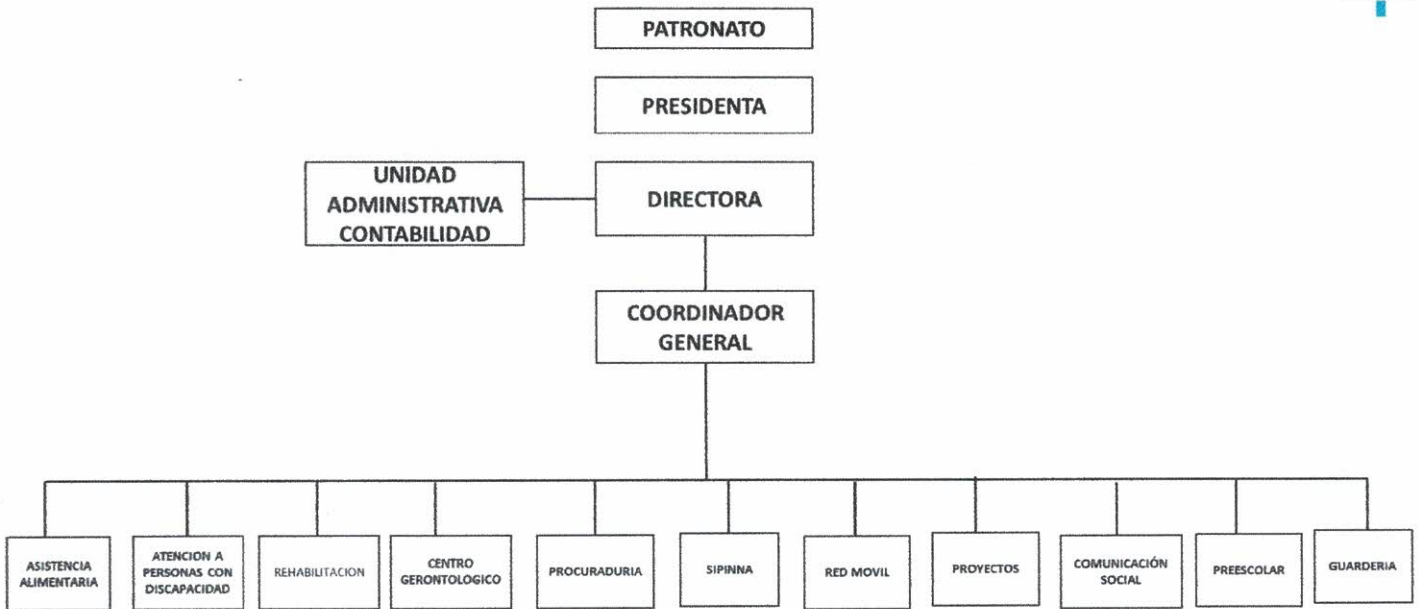 PATRONATO
PRESIDENTA
UNIDAD
ADMINISTRATIVA
CONTABILIDAD
DIRECTORA
COORDINADOR
GENERAL
ASISTENCIA
ALIMENTARIA
ATENCION A
PERSONAS CON
DISCAPACIDAD
REHABILITACION
CENTRO
GERONTOLOGICO
PROCURADURIA
SIPINNA
RED MOVIL
PROYECTOS
COMUNICACIÓN
SOCIAL
PREESCOLAR
GUARDERIA